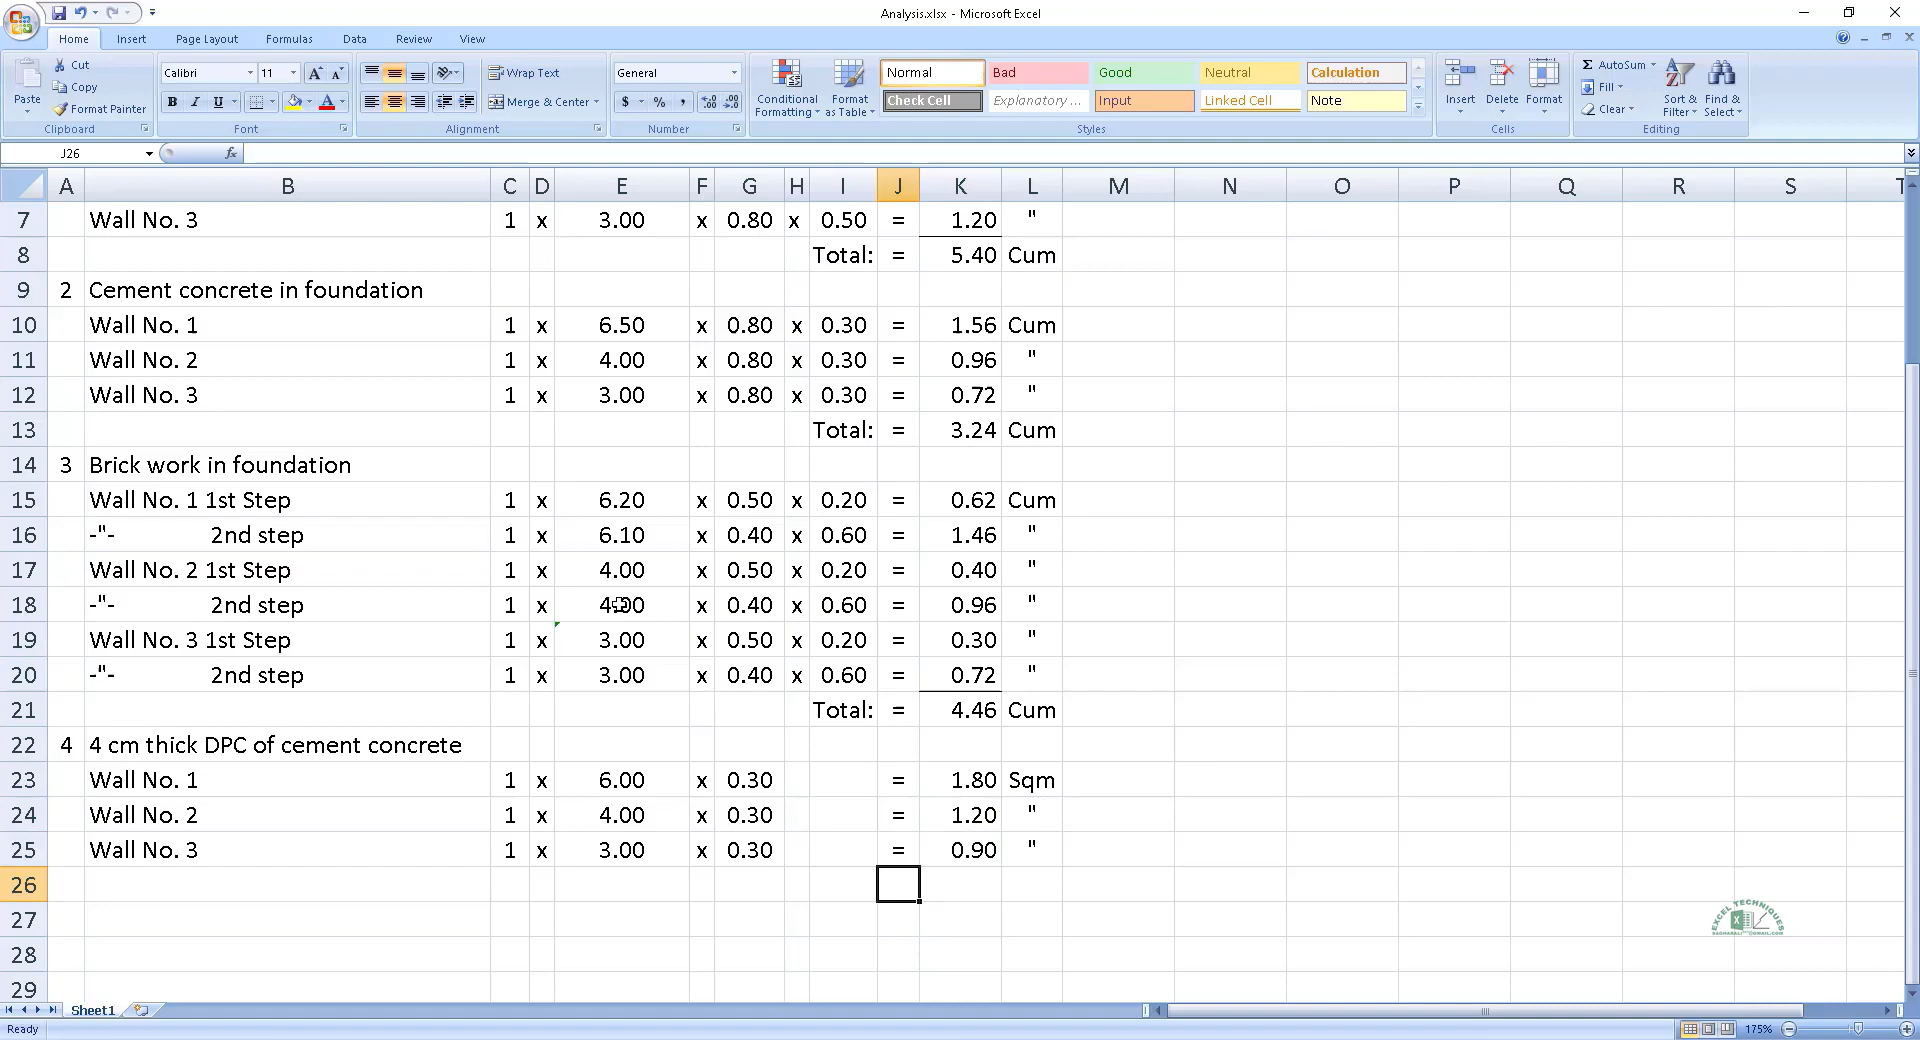 Analysis.xlsx - Microsoft Excel
Home Insert Page Layout Formulas Data Review View
Paste Cut Copy Format Painter Clipboard
Calibri 11 A A B I U A Font
Wrap Text Merge & Center Alignment
General $ % , Number
Conditional Formatting Format as Table
Normal Bad Good Neutral Calculation
Check Cell Explanatory ... Input Linked Cell Note
Styles
Insert Delete Format Cells
Σ AutoSum Fill Clear Sort & Filter Find & Select Editing
J26 fx
A B C D E F G H I J K L M N O P Q R S T
7 Wall No. 3 1 x 3.00 x 0.80 x 0.50 = 1.20 "
8 Total: = 5.40 Cum
9 2 Cement concrete in foundation
10 Wall No. 1 1 x 6.50 x 0.80 x 0.30 = 1.56 Cum
11 Wall No. 2 1 x 4.00 x 0.80 x 0.30 = 0.96 "
12 Wall No. 3 1 x 3.00 x 0.80 x 0.30 = 0.72 "
13 Total: = 3.24 Cum
14 3 Brick work in foundation
15 Wall No. 1 1st Step 1 x 6.20 x 0.50 x 0.20 = 0.62 Cum
16 -"- 2nd step 1 x 6.10 x 0.40 x 0.60 = 1.46 "
17 Wall No. 2 1st Step 1 x 4.00 x 0.50 x 0.20 = 0.40 "
18 -"- 2nd step 1 x 4.00 x 0.40 x 0.60 = 0.96 "
19 Wall No. 3 1st Step 1 x 3.00 x 0.50 x 0.20 = 0.30 "
20 -"- 2nd step 1 x 3.00 x 0.40 x 0.60 = 0.72 "
21 Total: = 4.46 Cum
22 4 4 cm thick DPC of cement concrete
23 Wall No. 1 1 x 6.00 x 0.30 = 1.80 Sqm
24 Wall No. 2 1 x 4.00 x 0.30 = 1.20 "
25 Wall No. 3 1 x 3.00 x 0.30 = 0.90 "
26
27
28
29
EXCEL TECHNIQUES
Sheet1
Ready 175%